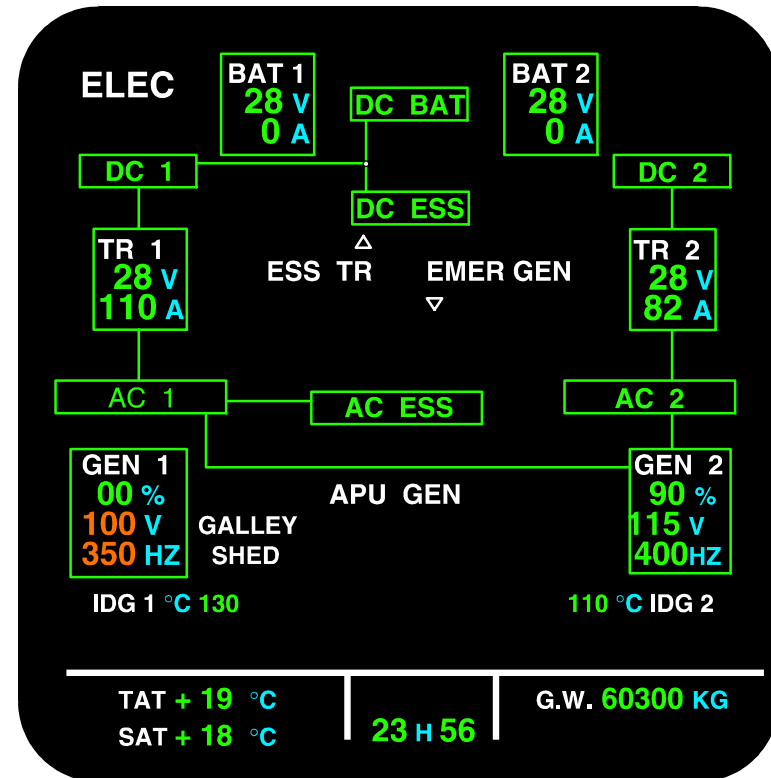 ELEC
BAT 1
28 V
0 A
DC BAT
BAT 2
28 V
0 A
DC 1
DC ESS
DC 2
TR 1
28 V
110 A
ESS TR
EMER GEN
TR 2
28 V
82 A
AC 1
AC ESS
AC 2
GEN 1
00 %
100 V
350 HZ
GALLEY
SHED
APU GEN
GEN 2
90 %
115 V
400 HZ
IDG 1 °C 130
110 °C IDG 2
TAT + 19 °C
SAT + 18 °C
23 H 56
G.W. 60300 KG